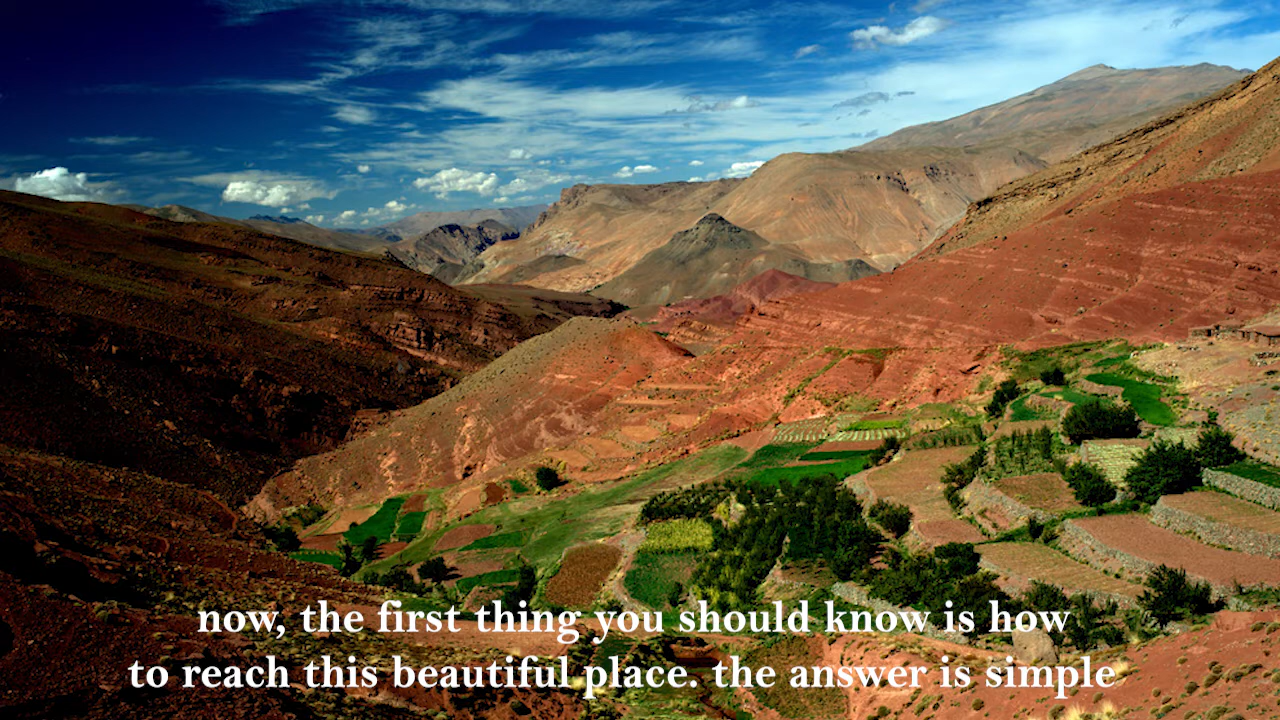 now, the first thing you should know is how
to reach this beautiful place. the answer is simple